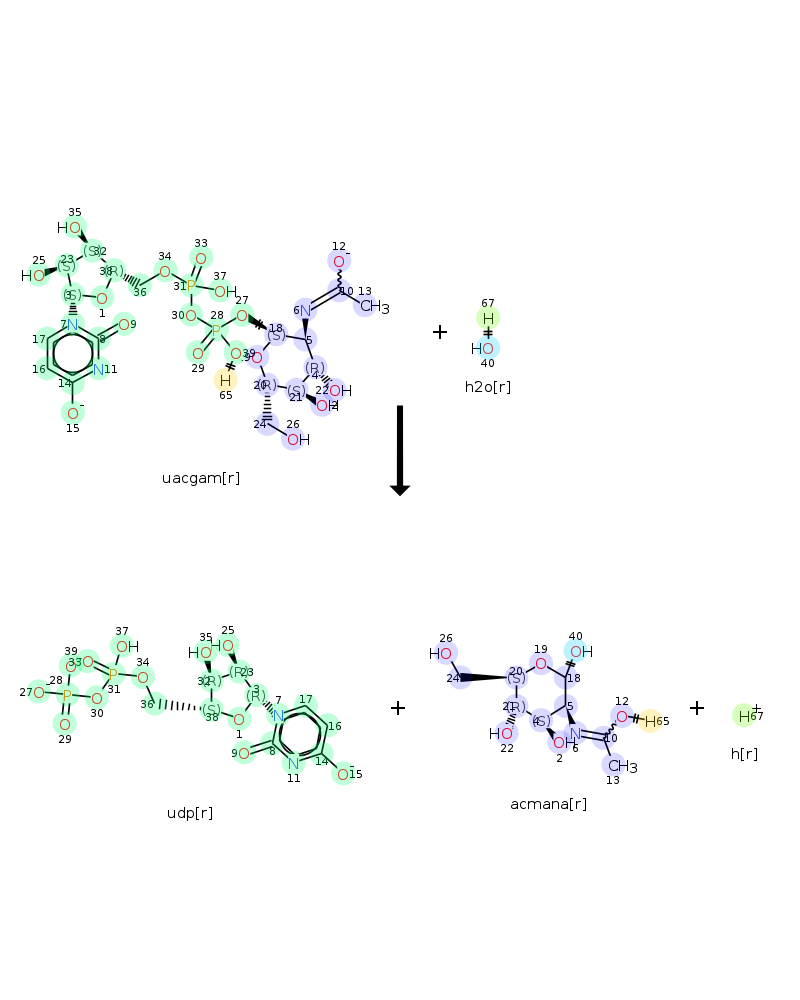 35
HO
33
12
O-
25
HO
23
(S)
(S)
32
34
O
O
38
(R)
31
P
37
OH
10
13
CH3
3
(S)
O
1
36
27
6
N
67
H
30
O
28
P
O
18
(S)
5
+
HO
40
17
7
N
8
O
9
29
O
O
39
O
(R)
4
h2o[r]
16
N
11
H
65
20
(R)
(S)
21
22
OH
14
OH
2
24
26
OH
O-
15
uacgam[r]
37
OH
35
HO
25
HO
26
HO
19
O
40
OH
39
O
33
O
34
O
32
(R)
(R)
23
20
(S)
18
24
27
-O
28
P
31
P
3
(R)
7
N
17
+
21
(R)
5
12
O
H
65
+
H+
67
30
O
36
(S)
38
O
1
16
4
(S)
N
6
10
29
O
9
O
8
14
HO
22
OH
2
h[r]
N
11
O-
15
CH3
13
udp[r]
acmana[r]